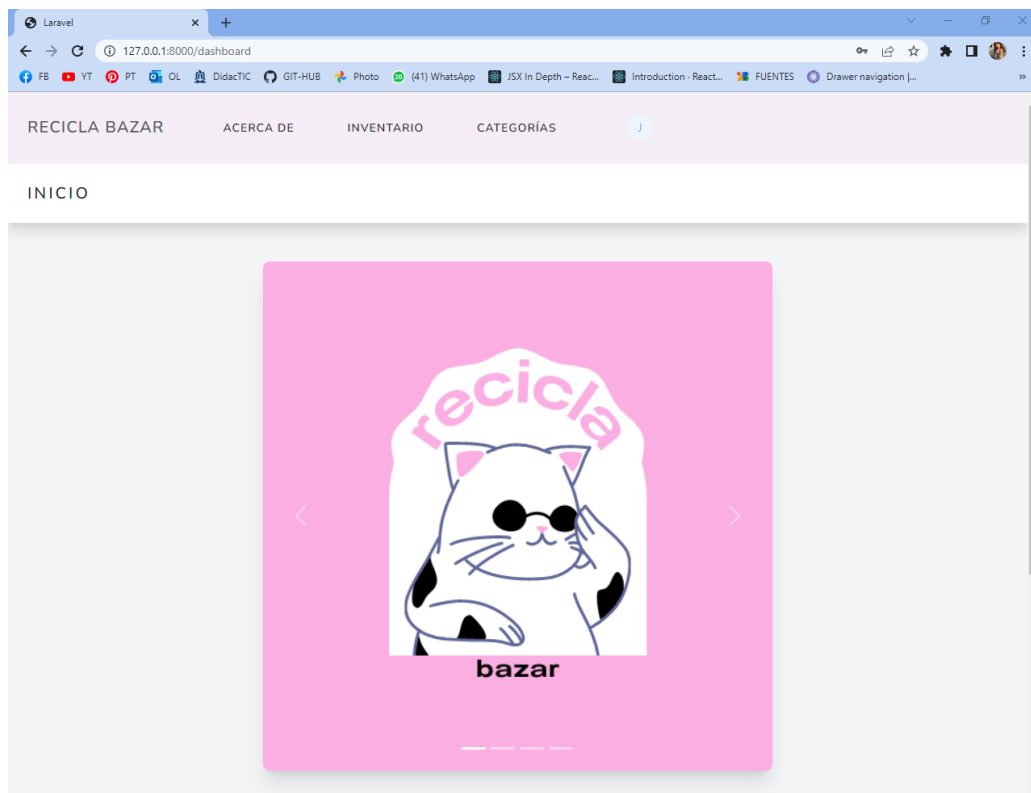 Laravel
127.0.0.1:8000/dashboard
FB YT PT OL DidacTIC GIT-HUB Photo (41) WhatsApp JSX In Depth – Reac... Introduction · React... FUENTES Drawer navigation |... »
RECICLA BAZAR ACERCA DE INVENTARIO CATEGORÍAS J
INICIO
recicla
bazar